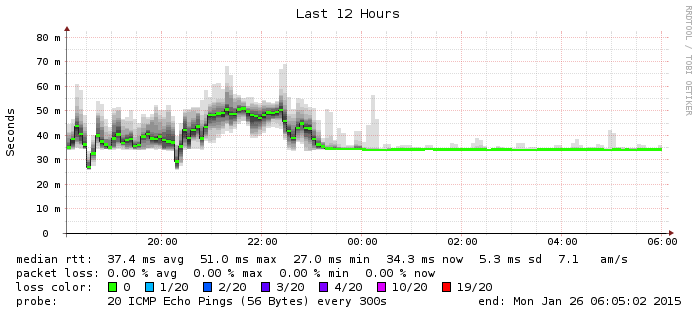 Last 12 Hours
RRDTOOL / TOBI OETIKER
Seconds
80 m
70 m
60 m
50 m
40 m
30 m
20 m
10 m
0
20:00 22:00 00:00 02:00 04:00 06:00
median rtt: 37.4 ms avg 51.0 ms max 27.0 ms min 34.3 ms now 5.3 ms sd 7.1 am/s
packet loss: 0.00 % avg 0.00 % max 0.00 % min 0.00 % now
loss color: 0 1/20 2/20 3/20 4/20 10/20 19/20
probe: 20 ICMP Echo Pings (56 Bytes) every 300s end: Mon Jan 26 06:05:02 2015